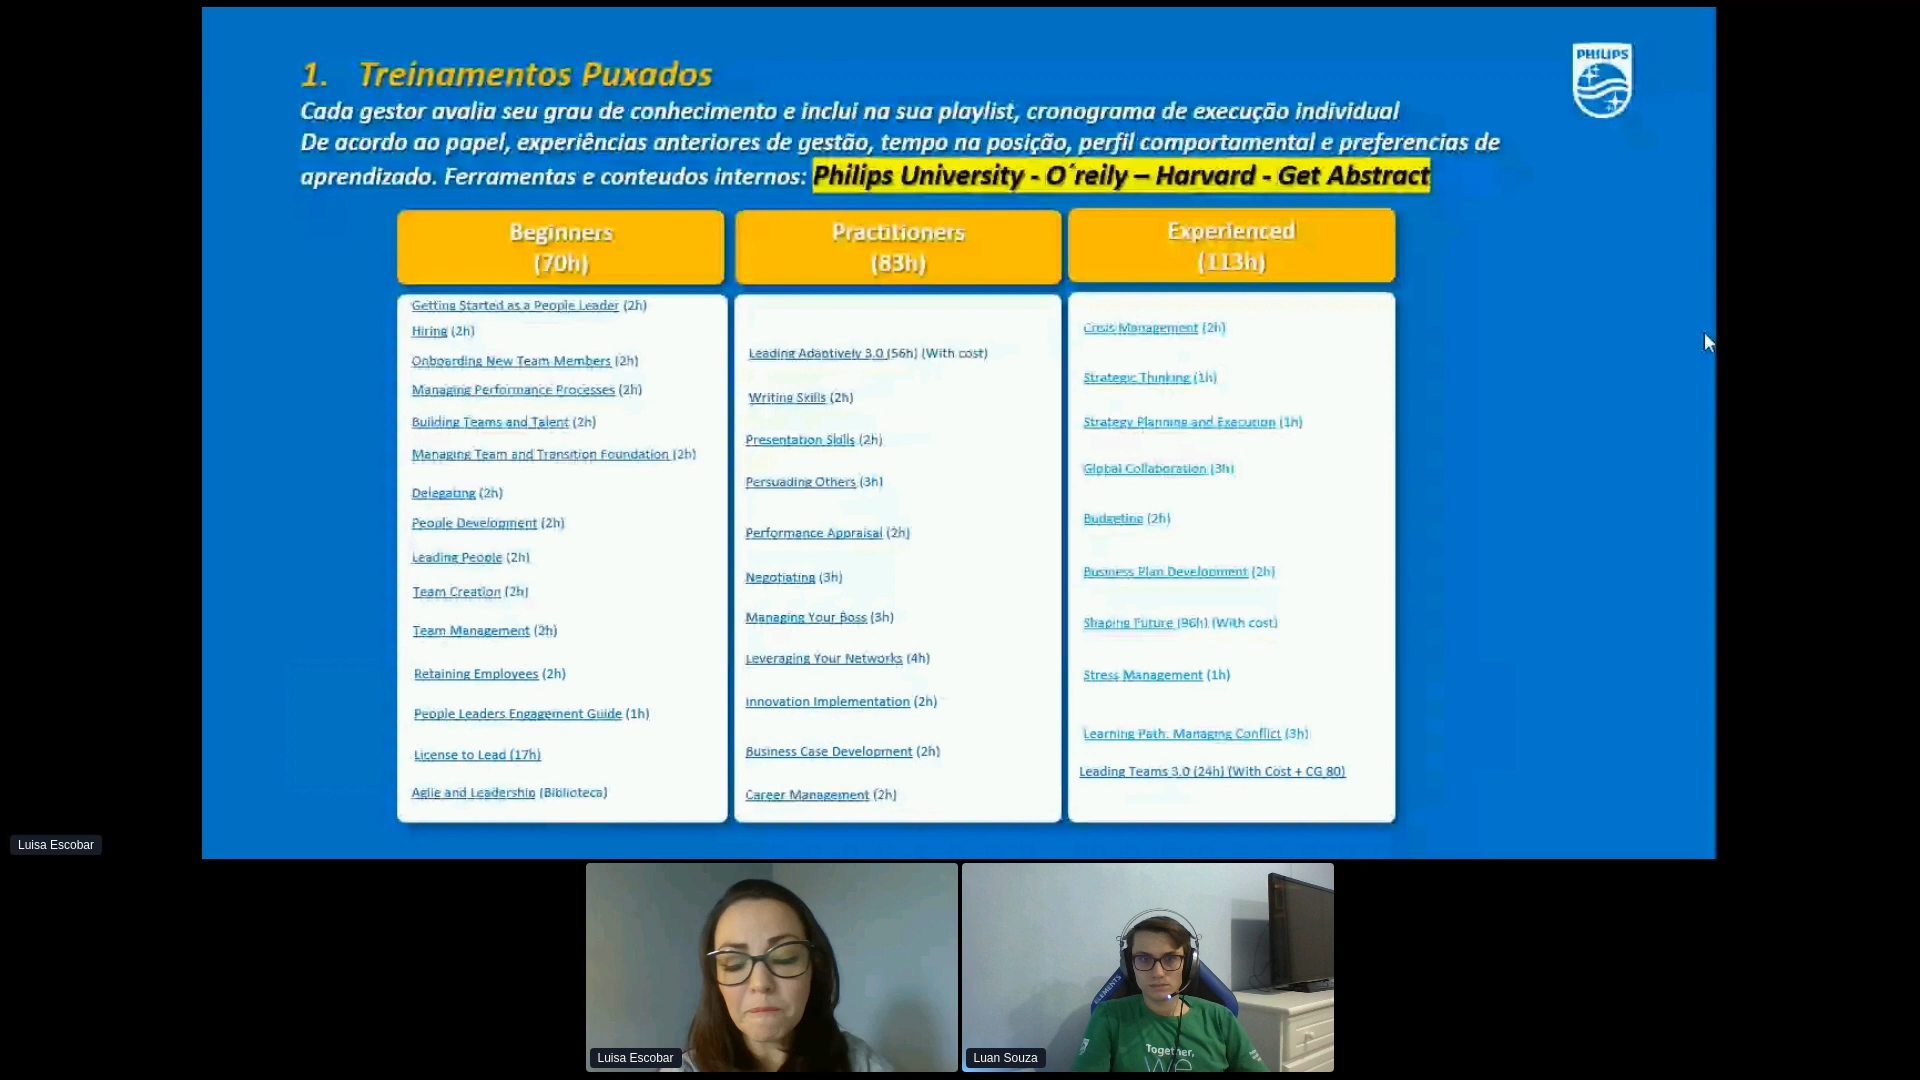 PHILIPS
1. Treinamentos Puxados
Cada gestor avalia seu grau de conhecimento e inclui na sua playlist, cronograma de execução individual
De acordo ao papel, experiências anteriores de gestão, tempo na posição, perfil comportamental e preferencias de
aprendizado. Ferramentas e conteudos internos: Philips University - O´reily – Harvard - Get Abstract
Beginners
(70h)
Getting Started as a People Leader (2h)
Hiring (2h)
Onboarding New Team Members (2h)
Managing Performance Processes (2h)
Building Teams and Talent (2h)
Managing Team and Transition Foundation (2h)
Delegating (2h)
People Development (2h)
Leading People (2h)
Team Creation (2h)
Team Management (2h)
Retaining Employees (2h)
People Leaders Engagement Guide (1h)
License to Lead (17h)
Agile and Leadership (Biblioteca)
Practitioners
(83h)
Leading Adaptively 3.0 (56h) (With cost)
Writing Skills (2h)
Presentation Skills (2h)
Persuading Others (3h)
Performance Appraisal (2h)
Negotiating (3h)
Managing Your Boss (3h)
Leveraging Your Networks (4h)
Innovation Implementation (2h)
Business Case Development (2h)
Career Management (2h)
Experienced
(113h)
Crisis Management (2h)
Strategic Thinking (1h)
Strategy Planning and Execution (1h)
Global Collaboration (3h)
Budgeting (2h)
Business Plan Development (2h)
Shaping Future (96h) (With cost)
Stress Management (1h)
Learning Path: Managing Conflict (3h)
Leading Teams 3.0 (24h) (With Cost + CG 80)
Luisa Escobar
Luisa Escobar
ELEMENTS
Together,
we
Luan Souza